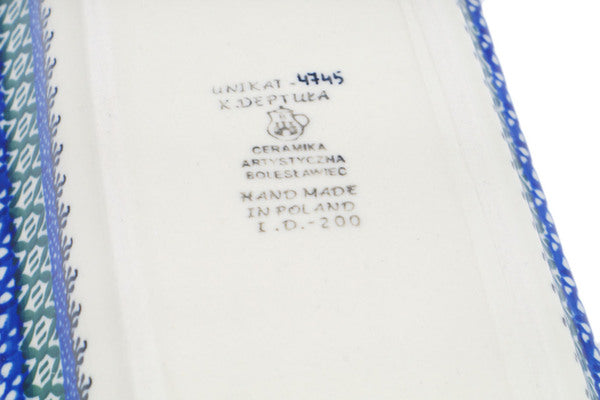 UNIKAT - 4745
K. DEPTUŁA
CERAMIKA
ARTYSTYCZNA
BOLESŁAWIEC
HAND MADE
IN POLAND
I.D.-200